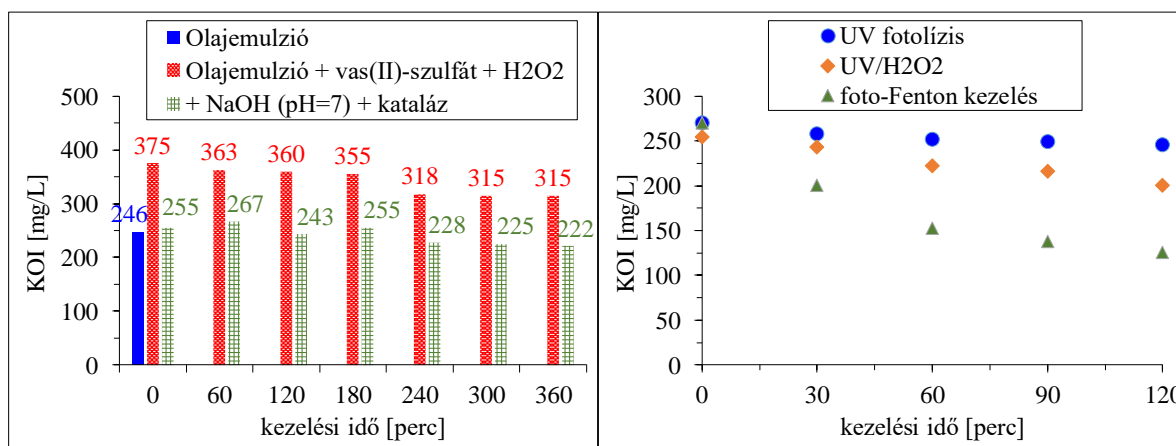 Olajemulzió
Olajemulzió + vas(II)-szulfát + H2O2
+ NaOH (pH=7) + kataláz
KOI [mg/L]
500
400
300
200
100
0
246
375
255
363
267
360
243
355
255
318
228
315
225
315
222
0 60 120 180 240 300 360
kezelési idő [perc]
UV fotolízis
UV/H2O2
foto-Fenton kezelés
KOI [mg/L]
300
250
200
150
100
50
0
0 30 60 90 120
kezelési idő [perc]